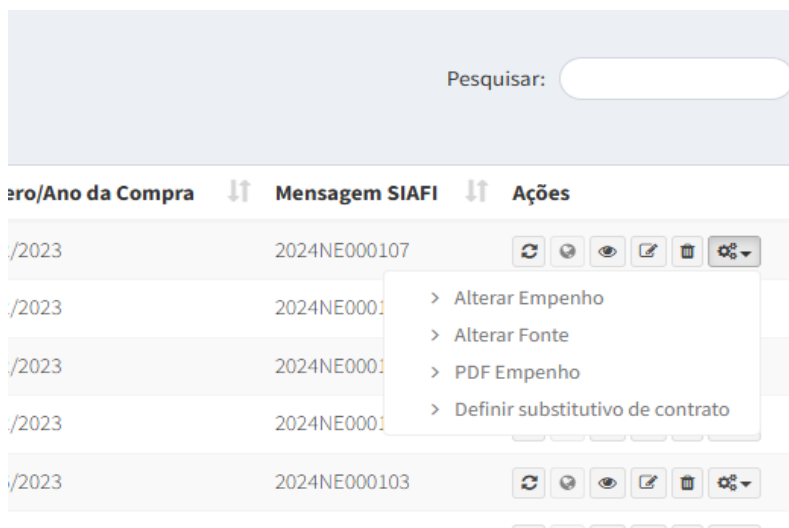 Pesquisar:
ero/Ano da Compra Mensagem SIAFI Ações
/2023 2024NE000107
/2023 2024NE0001
/2023 2024NE0001
/2023 2024NE0001
/2023 2024NE000103
Alterar Empenho
Alterar Fonte
PDF Empenho
Definir substitutivo de contrato